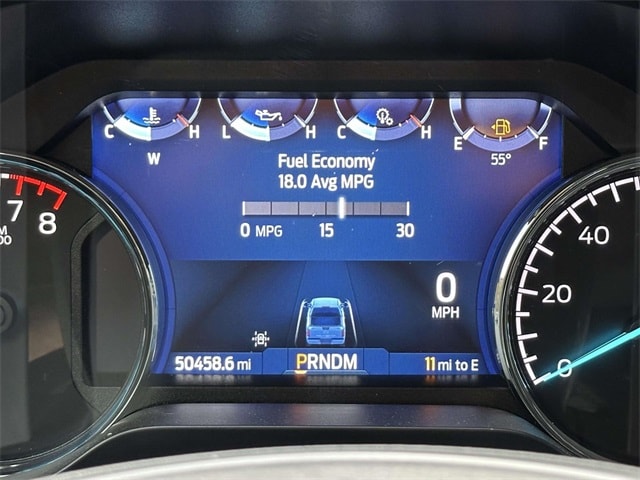 C H L H C H E F
W 55°
Fuel Economy
18.0 Avg MPG
0 MPG 15 30
7 8
40
20
0
0
MPH
50458.6 mi PRNDM 11 mi to E